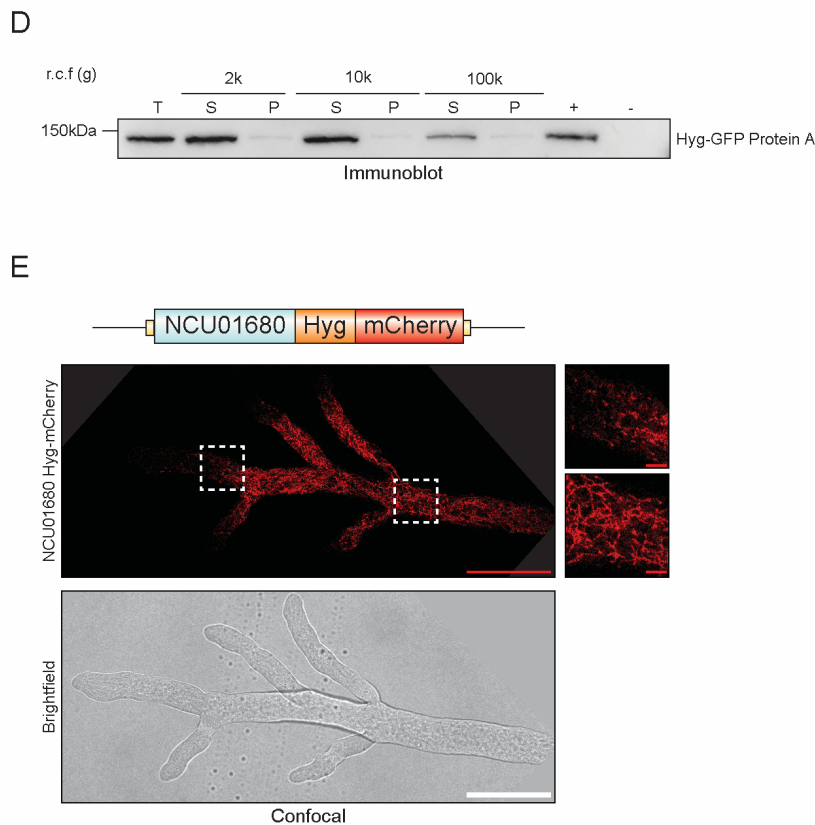 D
r.c.f (g)
2k 10k 100k
T S P S P S P + -
150kDa
Hyg-GFP Protein A
Immunoblot
E
NCU01680 Hyg mCherry
NCU01680 Hyg-mCherry
Brightfield
Confocal